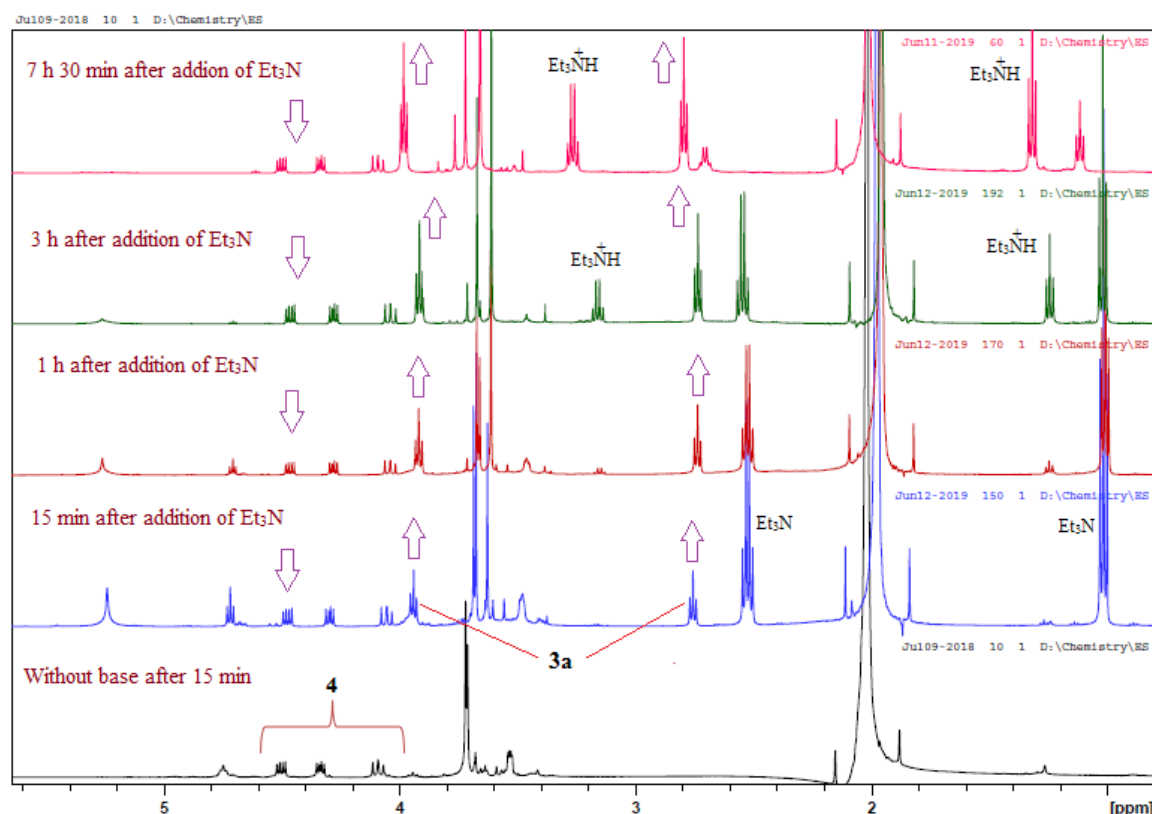 Jul09-2018 10 1 D:\Chemistry\ES
Jun11-2019 60 1 D:\Chemistry\ES
7 h 30 min after addion of Et₃N
Et₃N⁺H
Et₃N⁺H
Jun12-2019 192 1 D:\Chemistry\ES
3 h after addition of Et₃N
Et₃N⁺H
Et₃N⁺H
Jun12-2019 170 1 D:\Chemistry\ES
1 h after addition of Et₃N
Jun12-2019 150 1 D:\Chemistry\ES
15 min after addition of Et₃N
Et₃N
Et₃N
Jul09-2018 10 1 D:\Chemistry\ES
3a
Without base after 15 min
4
5 4 3 2 [ppm]